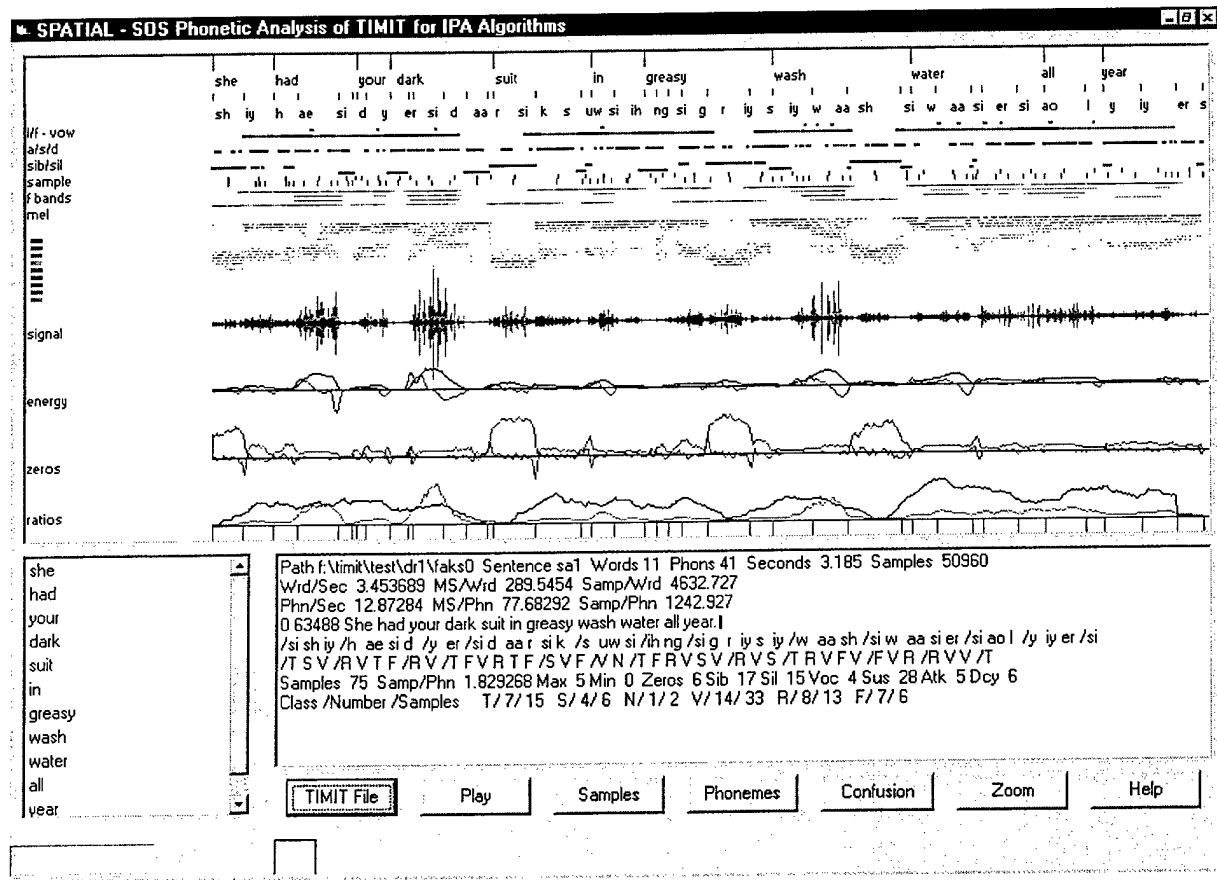 SPATIAL - SOS Phonetic Analysis of TIMIT for IPA Algorithms
she had your dark suit in greasy wash water all year
sh iy h ae si d y er si d aa r si k s uw si ih ng si g r iy s iy w aa sh si w aa si er si ao l y iy er s
i/f - vow
a/s/d
sib/sil
sample
f bands
mel
signal
energy
zeros
ratios
she
had
your
dark
suit
in
greasy
wash
water
all
year
Path f:\timit\test\dr1\faks0 Sentence sa1 Words 11 Phons 41 Seconds 3.185 Samples 50960
Wrd/Sec 3.453689 MS/Wrd 289.5454 Samp/Wrd 4632.727
Phn/Sec 12.87284 MS/Phn 77.68292 Samp/Phn 1242.927
0 63488 She had your dark suit in greasy wash water all year.
/si sh iy /h ae si d /y er /si d aa r si k /s uw si /ih ng /si g r iy s iy /w aa sh /si w aa si er /si ao l /y iy er /si
/T S V /R V T F /R V /T F V R T F /S V F /V N /T F R V S V /R V S /T R V F V /F V R /R V V /T
Samples 75 Samp/Phn 1.829268 Max 5 Min 0 Zeros 6 Sib 17 Sil 15 Voc 4 Sus 28 Atk 5 Dcy 6
Class /Number /Samples T/ 7/ 15 S/ 4/ 6 N/ 1/ 2 V/ 14/ 33 R/ 8/ 13 F/ 7/ 6
TIMIT File Play Samples Phonemes Confusion Zoom Help